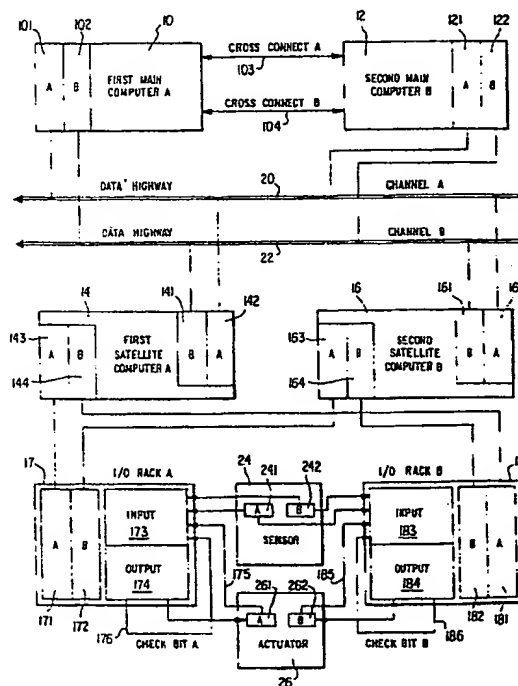 101 102 10 12 121 122
A B FIRST MAIN COMPUTER A
CROSS CONNECT A
103
CROSS CONNECT B
104
SECOND MAIN COMPUTER B A B
DATA HIGHWAY 20 CHANNEL A
DATA HIGHWAY 22 CHANNEL B
14 141 142 16 161
143 A B 144 FIRST SATELLITE COMPUTER A B A
163 A B 164 SECOND SATELLITE COMPUTER B B A
17 I/O RACK A 24 I/O RACK B
A B INPUT 173 OUTPUT 174
241 242
A B
SENSOR
INPUT 183 OUTPUT 184 B A
175 185
261 262
A B
ACTUATOR
26
171 172 182 181
176 CHECK BIT A CHECK BIT B 186